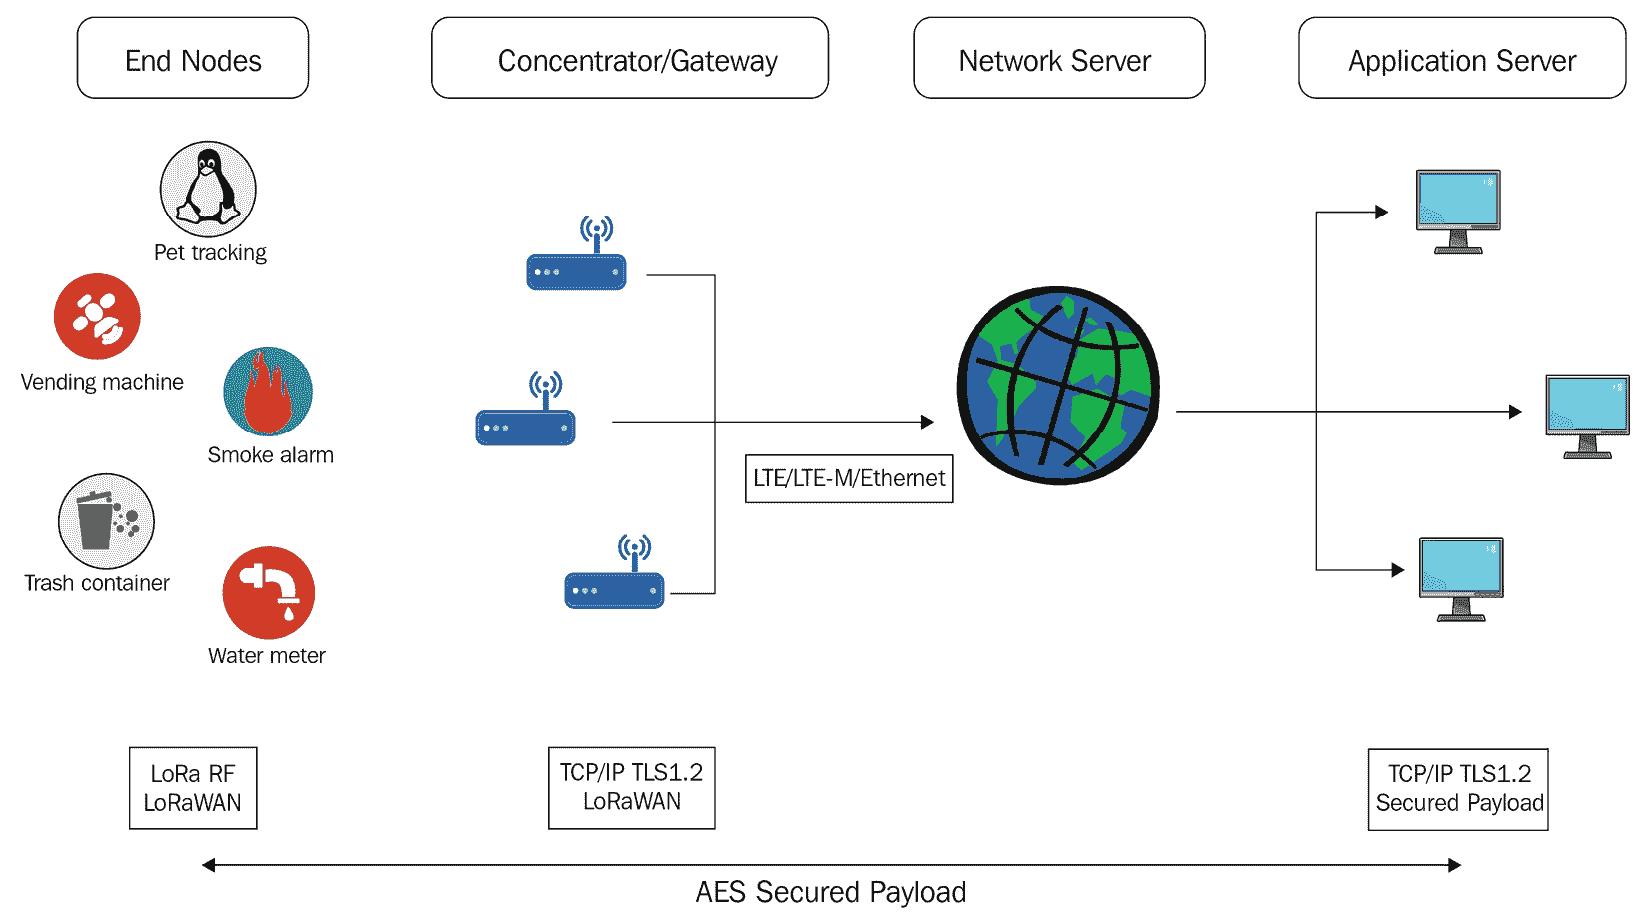 End Nodes
Concentrator/Gateway
Network Server
Application Server
Pet tracking
Vending machine
Smoke alarm
Trash container
Water meter
LTE/LTE-M/Ethernet
LoRa RF
LoRaWAN
TCP/IP TLS1.2
LoRaWAN
TCP/IP TLS1.2
Secured Payload
AES Secured Payload